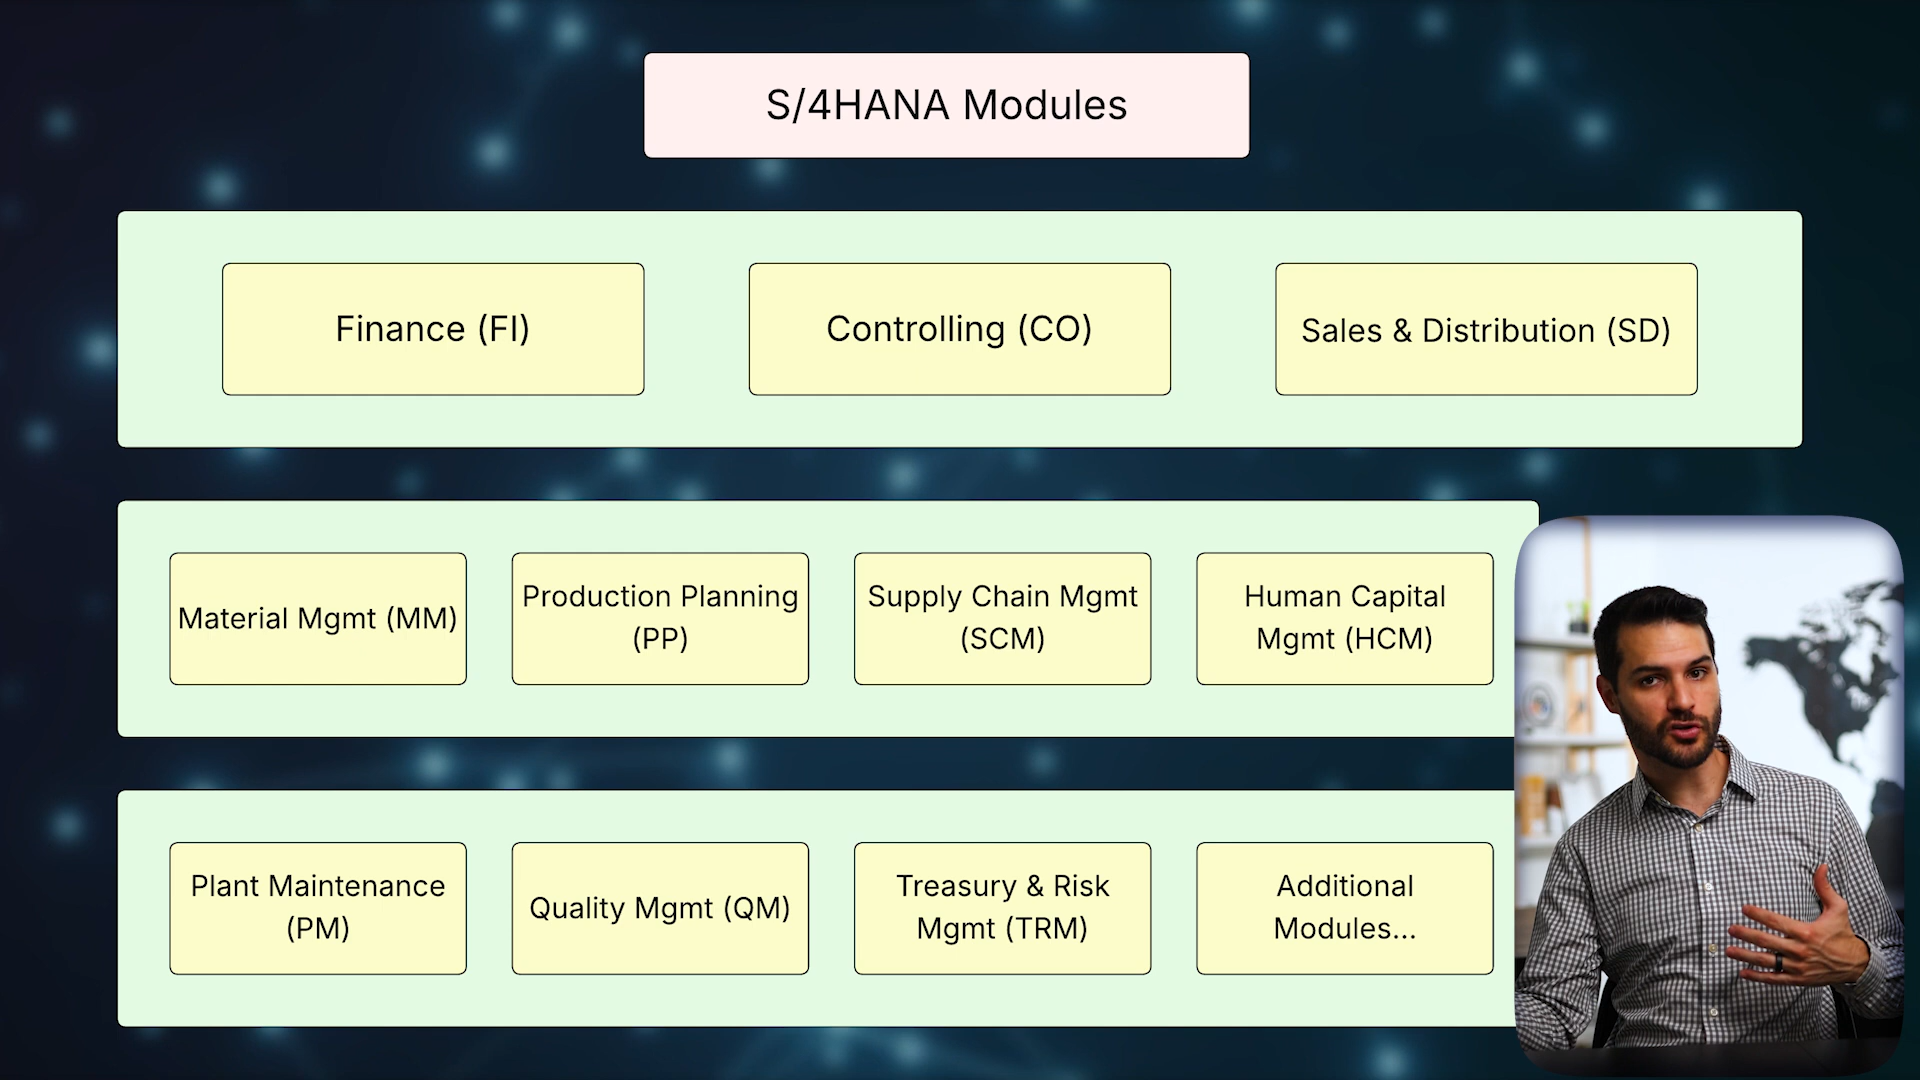 S/4HANA Modules
Finance (FI)
Controlling (CO)
Sales & Distribution (SD)
Material Mgmt (MM)
Production Planning
(PP)
Supply Chain Mgmt
(SCM)
Human Capital
Mgmt (HCM)
Plant Maintenance
(PM)
Quality Mgmt (QM)
Treasury & Risk
Mgmt (TRM)
Additional
Modules...